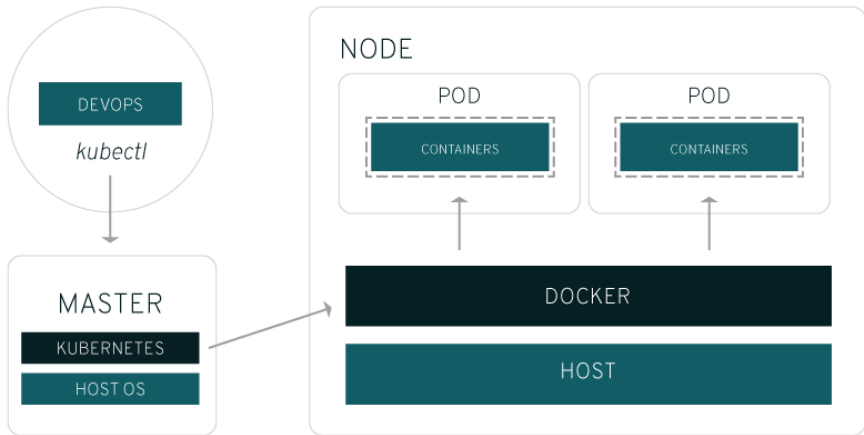 DEVOPS
kubectl
MASTER
KUBERNETES
HOST OS
NODE
POD
CONTAINERS
POD
CONTAINERS
DOCKER
HOST